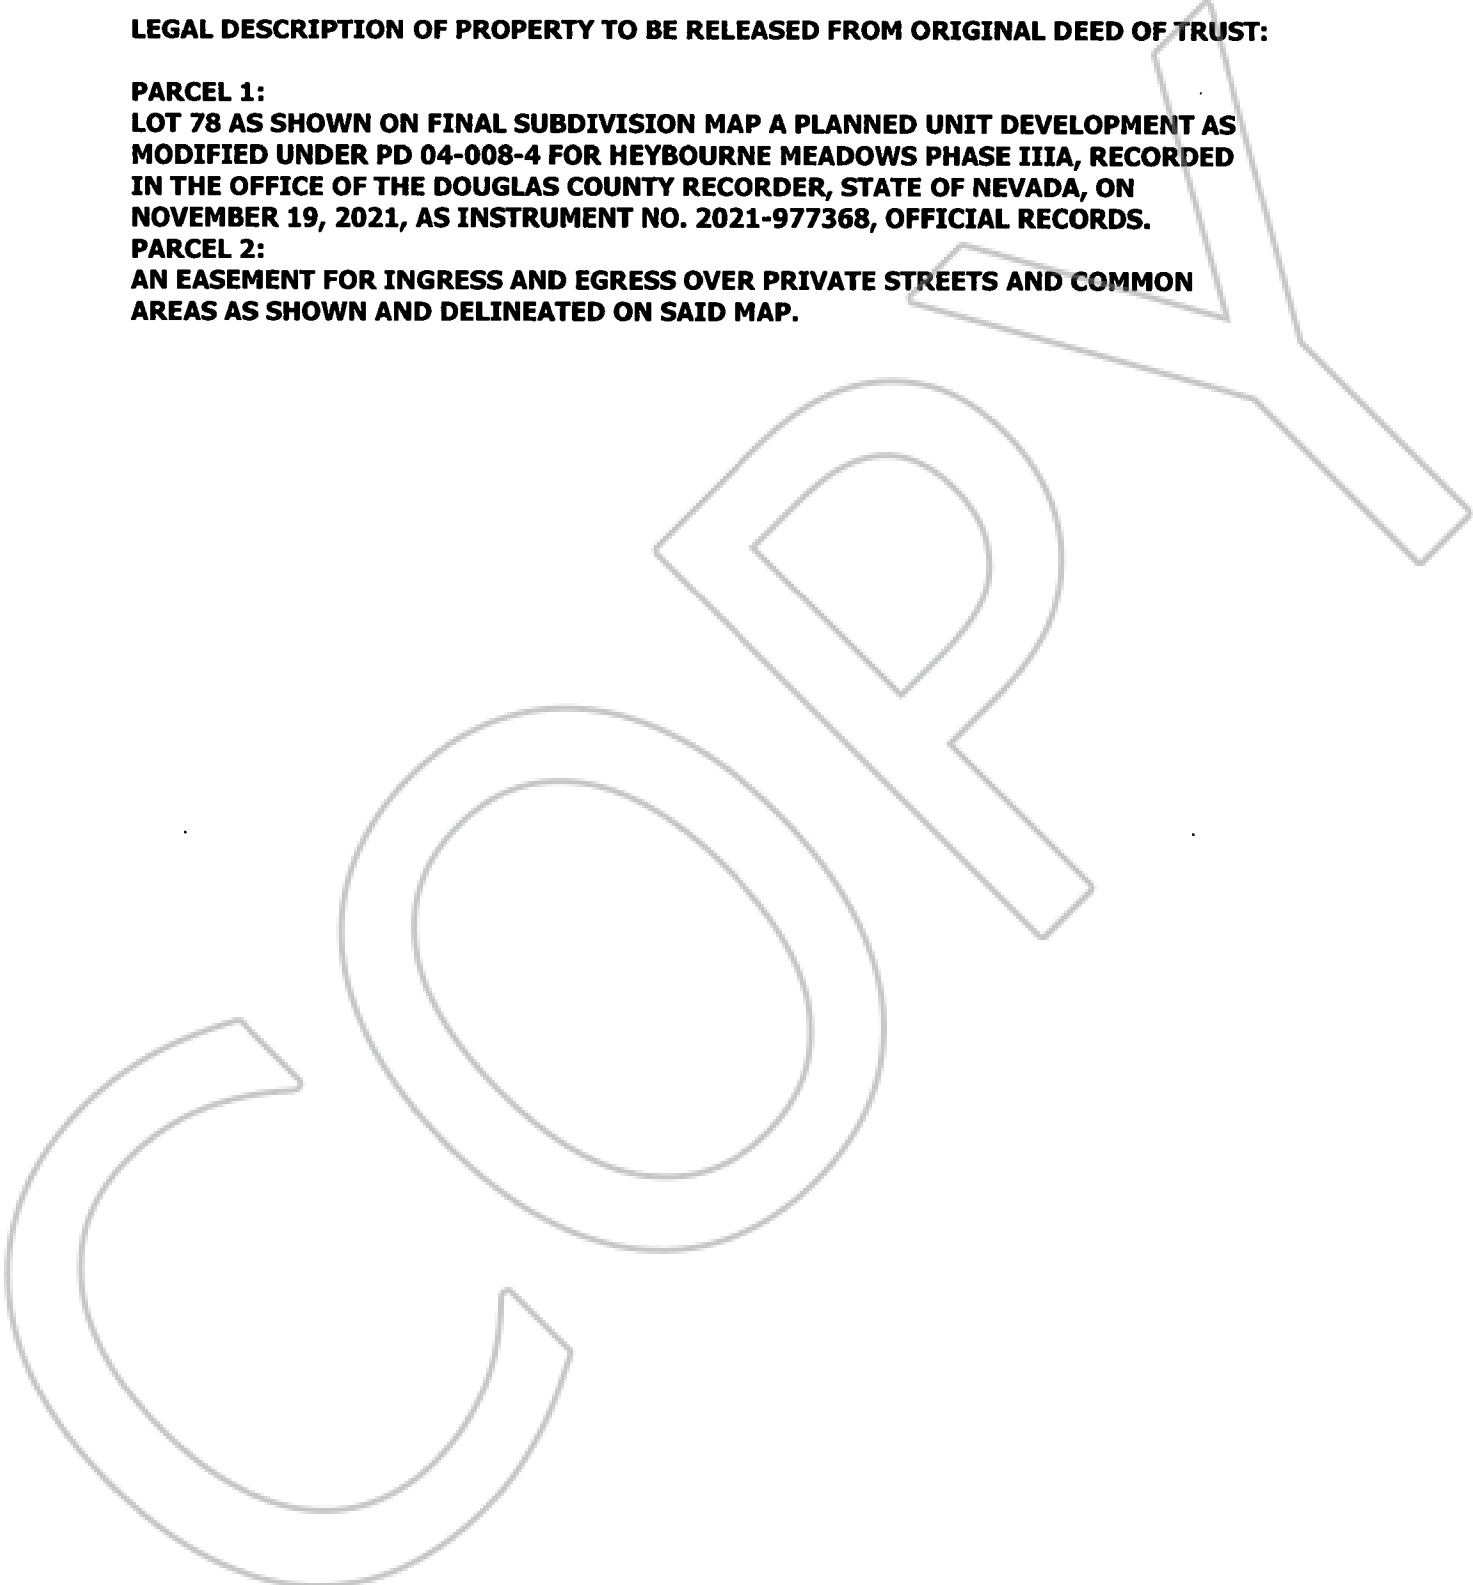 LEGAL DESCRIPTION OF PROPERTY TO BE RELEASED FROM ORIGINAL DEED OF TRUST:
PARCEL 1:
LOT 78 AS SHOWN ON FINAL SUBDIVISION MAP A PLANNED UNIT DEVELOPMENT AS
MODIFIED UNDER PD 04-008-4 FOR HEYBOURNE MEADOWS PHASE IIIA, RECORDED
IN THE OFFICE OF THE DOUGLAS COUNTY RECORDER, STATE OF NEVADA, ON
NOVEMBER 19, 2021, AS INSTRUMENT NO. 2021-977368, OFFICIAL RECORDS.
PARCEL 2:
AN EASEMENT FOR INGRESS AND EGRESS OVER PRIVATE STREETS AND COMMON
AREAS AS SHOWN AND DELINEATED ON SAID MAP.
COPY